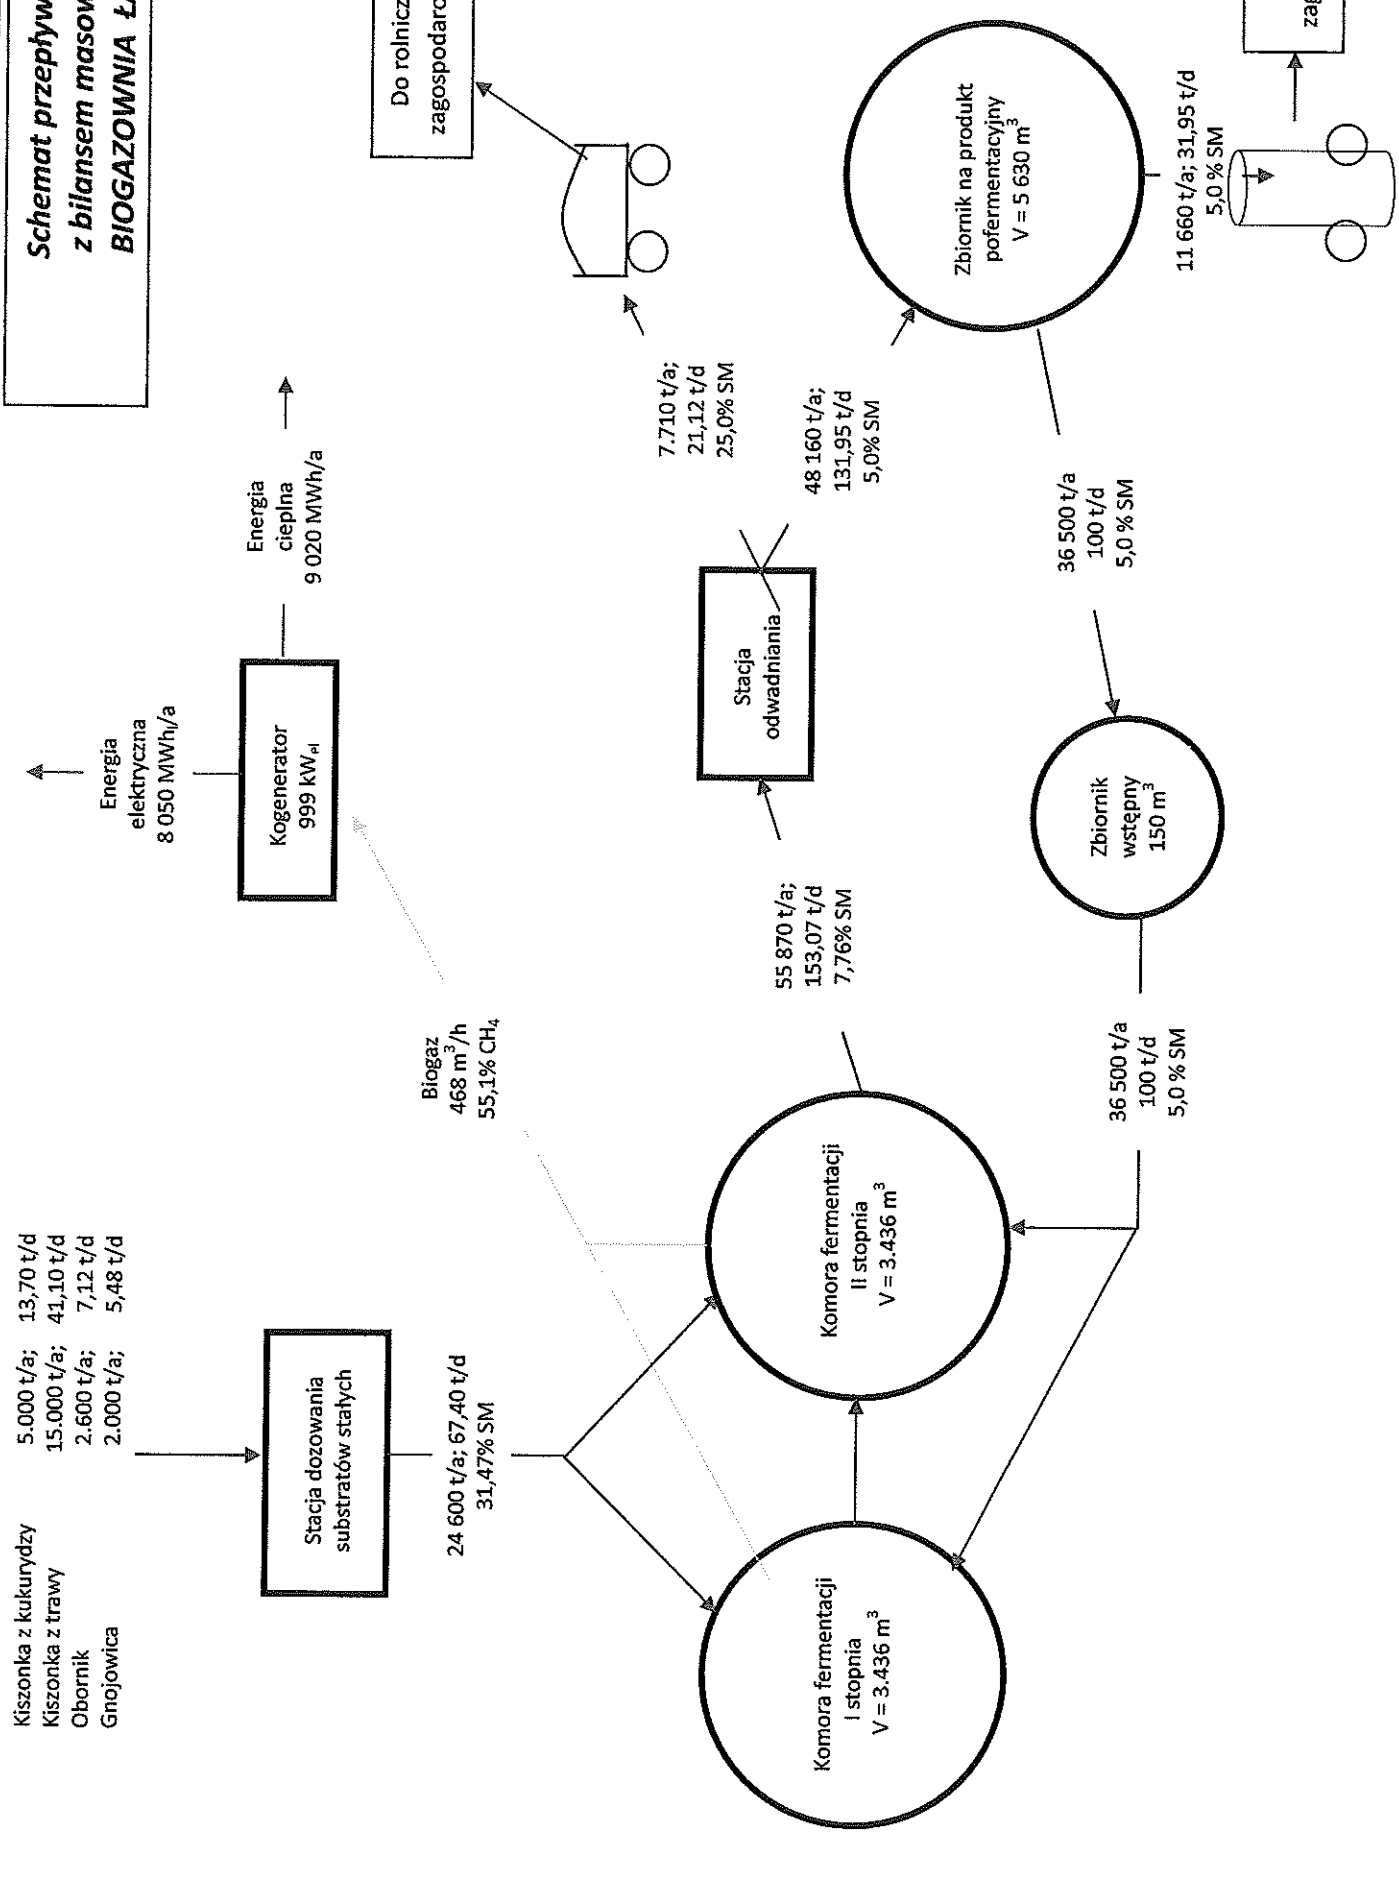 Schemat przepływ
z bilansem masow
BIOGAZOWNIA Ł
Kiszonka z kukurydzy 5.000 t/a; 13,70 t/d
Kiszonka z trawy 15.000 t/a; 41,10 t/d
Obornik 2.600 t/a; 7,12 t/d
Gnojowica 2.000 t/a; 5,48 t/d
Energia
elektryczna
8 050 MWh/a
Kogenerator
999 kWel
Energia
cieplna
9 020 MWh/a
Do rolnicz
zagospodaro
Stacja dozowania
substratów stałych
24 600 t/a; 67,40 t/d
31,47% SM
Biogaz
468 m³/h
55,1% CH₄
Komora fermentacji
I stopnia
V = 3.436 m³
Komora fermentacji
II stopnia
V = 3.436 m³
55 870 t/a;
153,07 t/d
7,76% SM
Stacja
odwadniania
7.710 t/a;
21,12 t/d
25,0% SM
48 160 t/a;
131,95 t/d
5,0% SM
Zbiornik na produkt
pofermentacyjny
V = 5 630 m³
36 500 t/a
100 t/d
5,0 % SM
Zbiornik
wstępny
150 m³
36 500 t/a
100 t/d
5,0 % SM
11 660 t/a; 31,95 t/d
5,0 % SM
zag